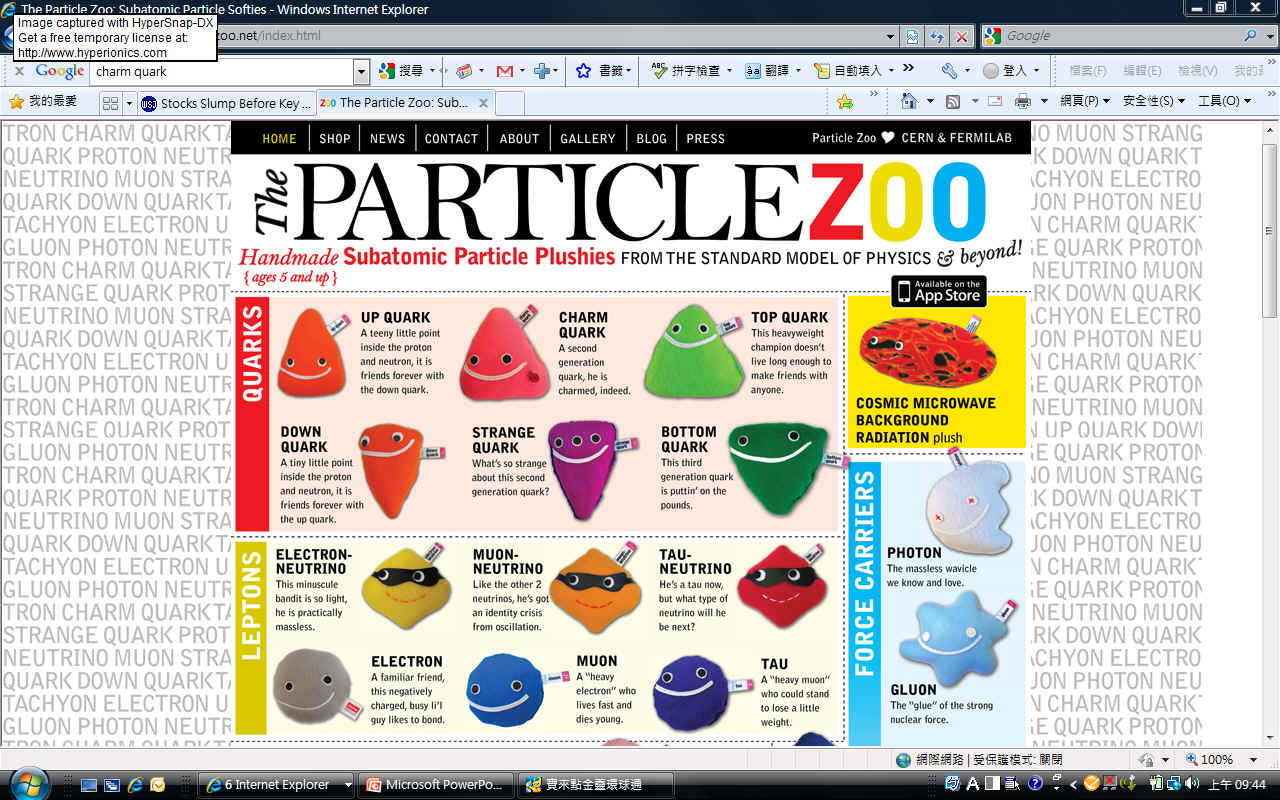 The Particle Zoo: Subatomic Particle Softies - Windows Internet Explorer
Image captured with HyperSnap-DX
Get a free temporary license at:
http://www.hyperionics.com
zoo.net/index.html
Google
Google
charm quark
搜尋
書籤
拼字檢查
翻譯
自動填入
登入
檔案(F)
編輯(E)
檢視(V)
我的最愛
Stocks Slump Before Key ...
The Particle Zoo: Sub...
網頁(P)
安全性(S)
工具(O)
HOME
SHOP
NEWS
CONTACT
ABOUT
GALLERY
BLOG
PRESS
Particle Zoo
CERN & FERMILAB
The PARTICLE ZOO
Handmade Subatomic Particle Plushies FROM THE STANDARD MODEL OF PHYSICS & beyond!
{ ages 5 and up }
Available on the
App Store
QUARKS
UP QUARK
A teeny little point
inside the proton
and neutron, it is
friends forever with
the down quark.
CHARM
QUARK
A second
generation
quark, he is
charmed, indeed.
TOP QUARK
This heavyweight
champion doesn't
live long enough to
make friends with
anyone.
DOWN
QUARK
A tiny little point
inside the proton
and neutron, it is
friends forever with
the up quark.
STRANGE
QUARK
What's so strange
about this second
generation quark?
BOTTOM
QUARK
This third
generation quark
is puttin' on the
pounds.
COSMIC MICROWAVE
BACKGROUND
RADIATION plush
LEPTONS
ELECTRON-
NEUTRINO
This minuscule
bandit is so light,
he is practically
massless.
MUON-
NEUTRINO
Like the other 2
neutrinos, he's got
an identity crisis
from oscillation.
TAU-
NEUTRINO
He's a tau now,
but what type of
neutrino will he
be next?
ELECTRON
A familiar friend,
this negatively
charged, busy li'l
guy likes to bond.
MUON
A "heavy
electron" who
lives fast and
dies young.
TAU
A "heavy muon"
who could stand
to lose a little
weight.
FORCE CARRIERS
PHOTON
The massless wavicle
we know and love.
GLUON
The "glue" of the strong
nuclear force.
網際網路 | 受保護模式: 關閉
100%
6 Internet Explorer
Microsoft PowerPo...
寶來點金靈環球通
上午 09:44